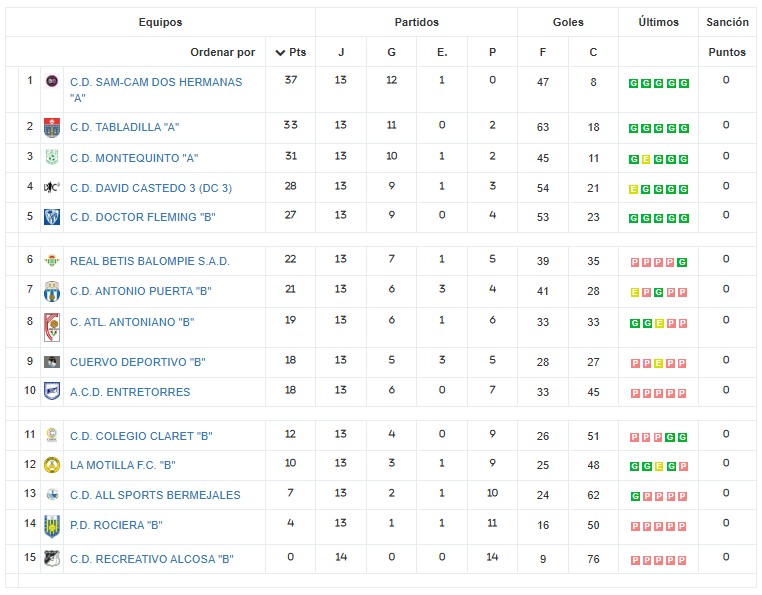 Equipos Partidos Goles Últimos Sanción
Ordenar por Pts J G E. P F C Puntos
1 C.D. SAM-CAM DOS HERMANAS 37 13 12 1 0 47 8 G G G G G 0
"A"
2 C.D. TABLADILLA "A" 33 13 11 0 2 63 18 G G G G G 0
3 C.D. MONTEQUINTO "A" 31 13 10 1 2 45 11 G E G G G 0
4 C.D. DAVID CASTEDO 3 (DC 3) 28 13 9 1 3 54 21 E G G G G 0
5 C.D. DOCTOR FLEMING "B" 27 13 9 0 4 53 23 G G G G G 0
6 REAL BETIS BALOMPIE S.A.D. 22 13 7 1 5 39 35 P P P P G 0
7 C.D. ANTONIO PUERTA "B" 21 13 6 3 4 41 28 E P G P P 0
8 C. ATL. ANTONIANO "B" 19 13 6 1 6 33 33 G G E P P 0
9 CUERVO DEPORTIVO "B" 18 13 5 3 5 28 27 P P E P P 0
10 A.C.D. ENTRETORRES 18 13 6 0 7 33 45 P P P P P 0
11 C.D. COLEGIO CLARET "B" 12 13 4 0 9 26 51 P P P G G 0
12 LA MOTILLA F.C. "B" 10 13 3 1 9 25 48 G G E G P 0
13 C.D. ALL SPORTS BERMEJALES 7 13 2 1 10 24 62 G P P P P 0
14 P.D. ROCIERA "B" 4 13 1 1 11 16 50 P P P P P 0
15 C.D. RECREATIVO ALCOSA "B" 0 14 0 0 14 9 76 P P P P P 0